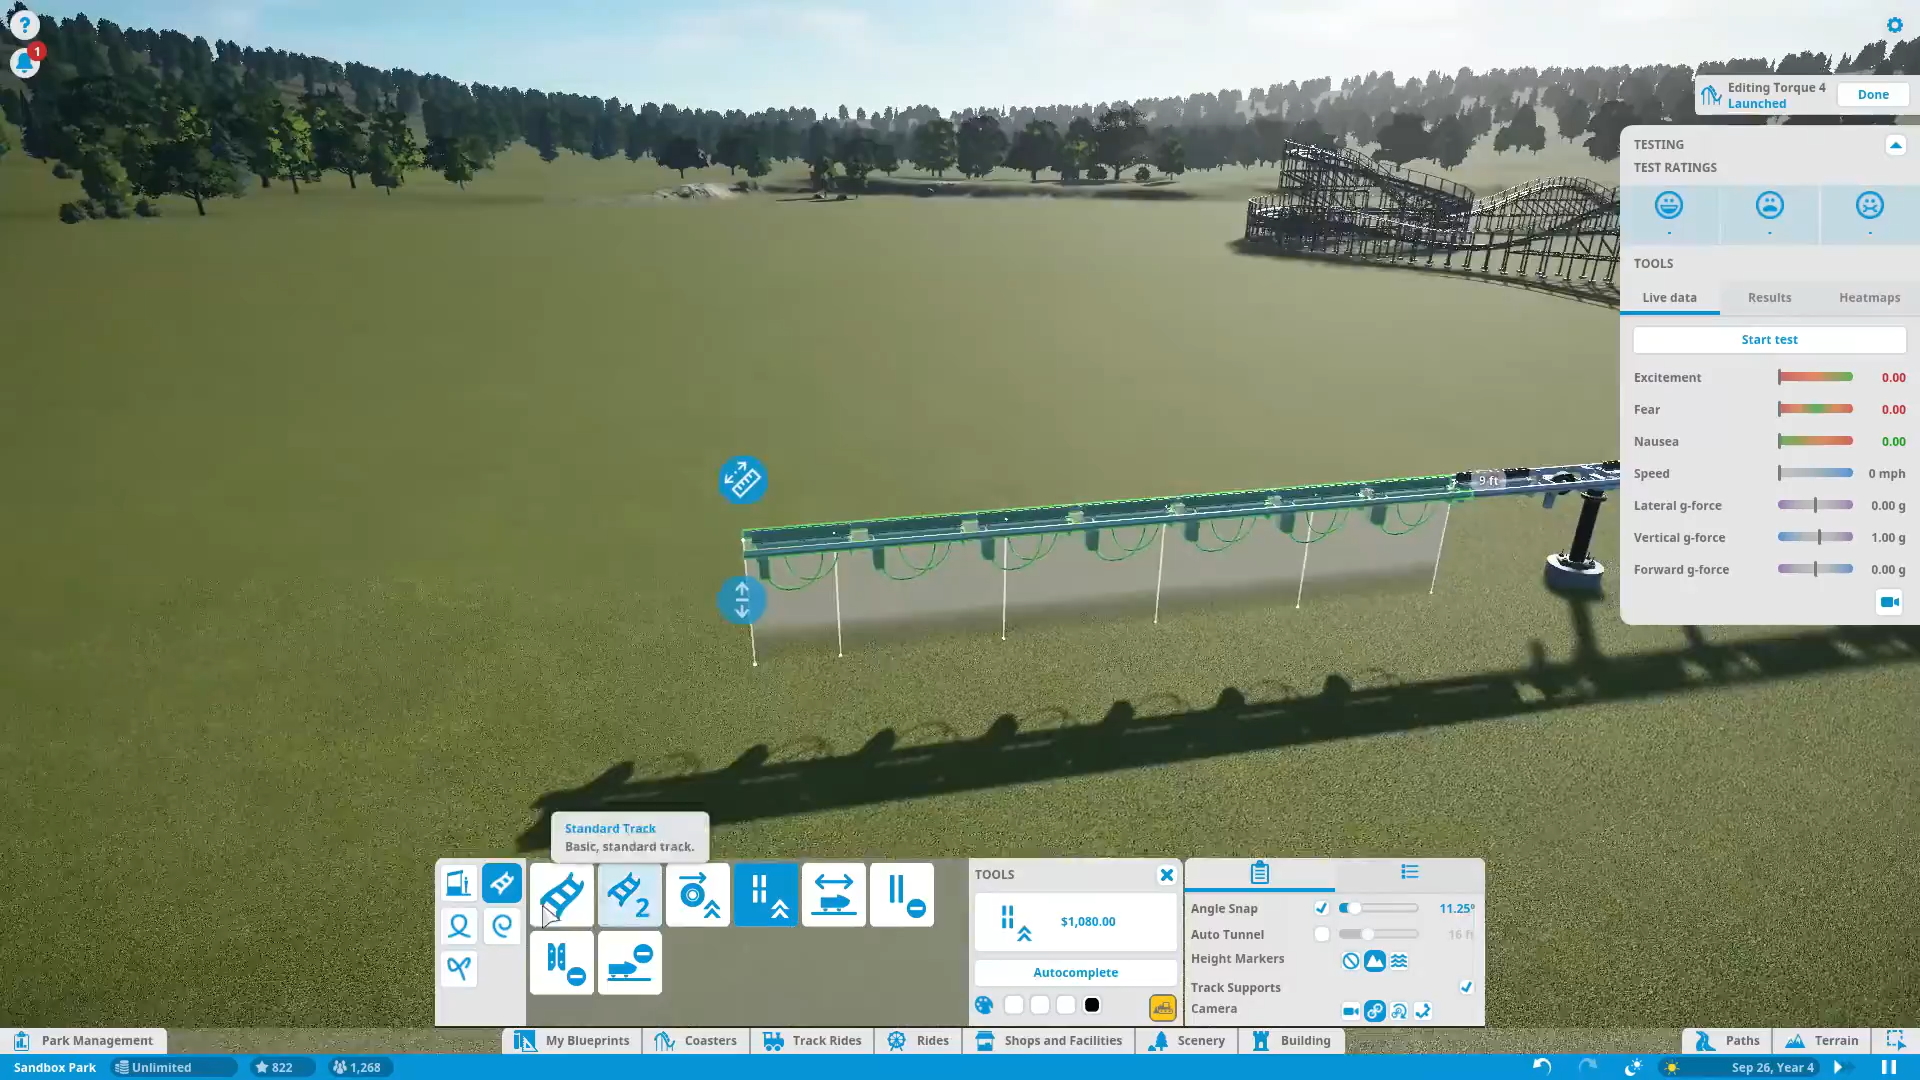 ?
1
Editing Torque 4
Launched
Done
TESTING
TEST RATINGS
-
-
-
TOOLS
Live data
Results
Heatmaps
Start test
Excitement
0.00
Fear
0.00
Nausea
0.00
Speed
0 mph
Lateral g-force
0.00 g
Vertical g-force
1.00 g
Forward g-force
0.00 g
9 ft
Standard Track
Basic, standard track.
2
TOOLS
$1,080.00
Autocomplete
Angle Snap
11.25°
Auto Tunnel
16 ft
Height Markers
Track Supports
Camera
Park Management
My Blueprints
Coasters
Track Rides
Rides
Shops and Facilities
Scenery
Building
Paths
Terrain
Sandbox Park
Unlimited
822
1,268
Sep 26, Year 4